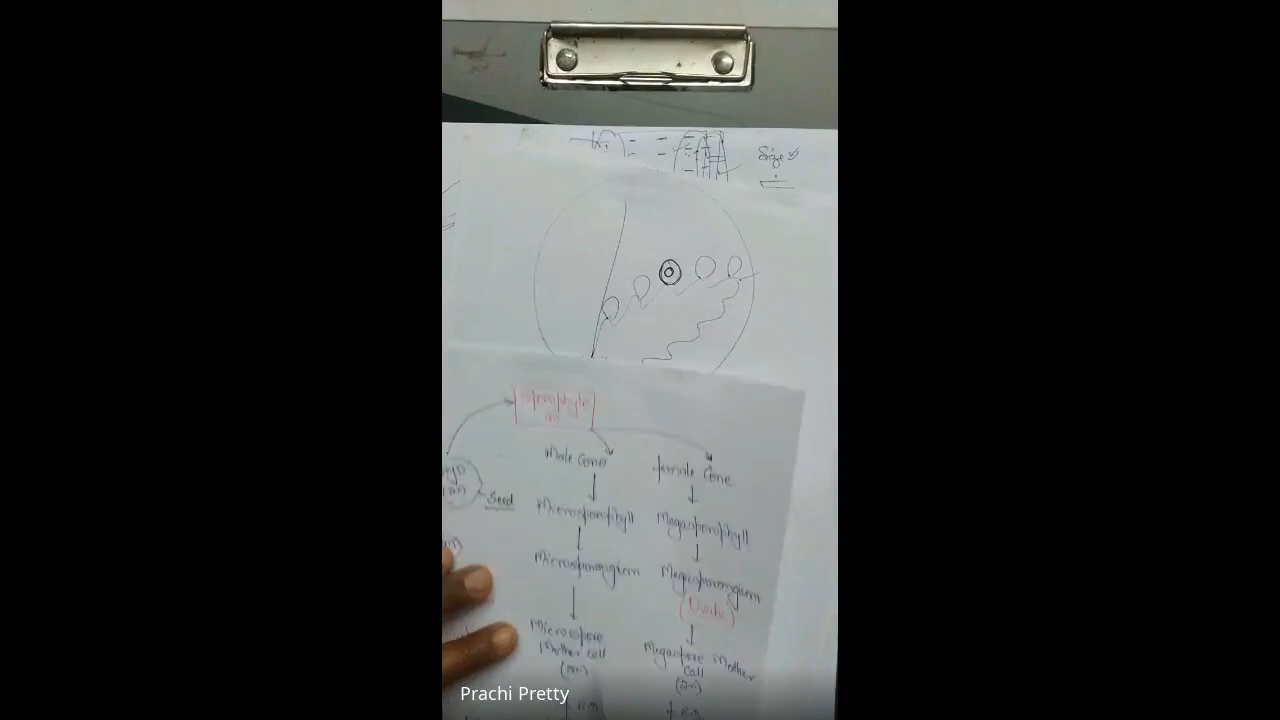 Size
Male Cone
female Cone
Seed
Microsporophyll
Megasporophyll
Microsporangium
Megasporangium
(Ovule)
Microspore
Mother cell
(2n)
Megaspore Mother
Cell
(2n)
Prachi Pretty